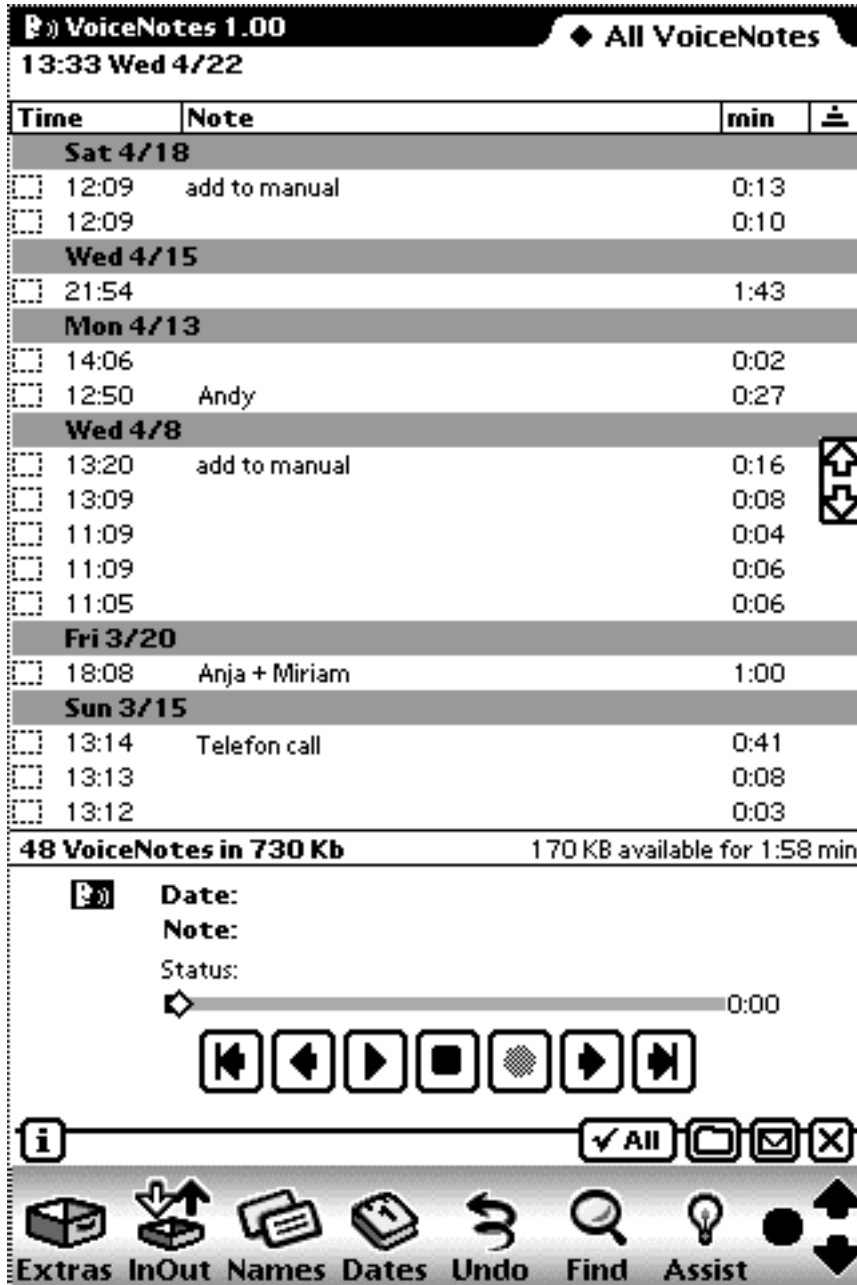 VoiceNotes 1.00 ◆ All VoiceNotes
13:33 Wed 4/22
Time Note min
Sat 4/18
12:09 add to manual 0:13
12:09 0:10
Wed 4/15
21:54 1:43
Mon 4/13
14:06 0:02
12:50 Andy 0:27
Wed 4/8
13:20 add to manual 0:16
13:09 0:08
11:09 0:04
11:09 0:06
11:05 0:06
Fri 3/20
18:08 Anja + Miriam 1:00
Sun 3/15
13:14 Telefon call 0:41
13:13 0:08
13:12 0:03
48 VoiceNotes in 730 Kb 170 KB available for 1:58 min
Date:
Note:
Status:
0:00
i ✓ All
Extras InOut Names Dates Undo Find Assist